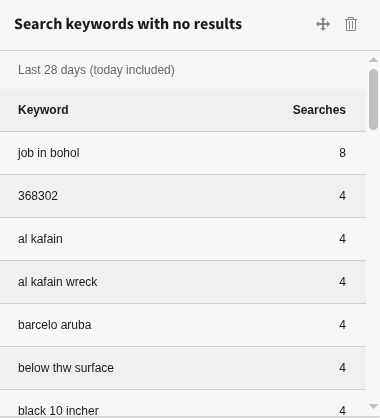 Search keywords with no results
Last 28 days (today included)
Keyword Searches
job in bohol 8
368302 4
al kafain 4
al kafain wreck 4
barcelo aruba 4
below thw surface 4
black 10 incher 4